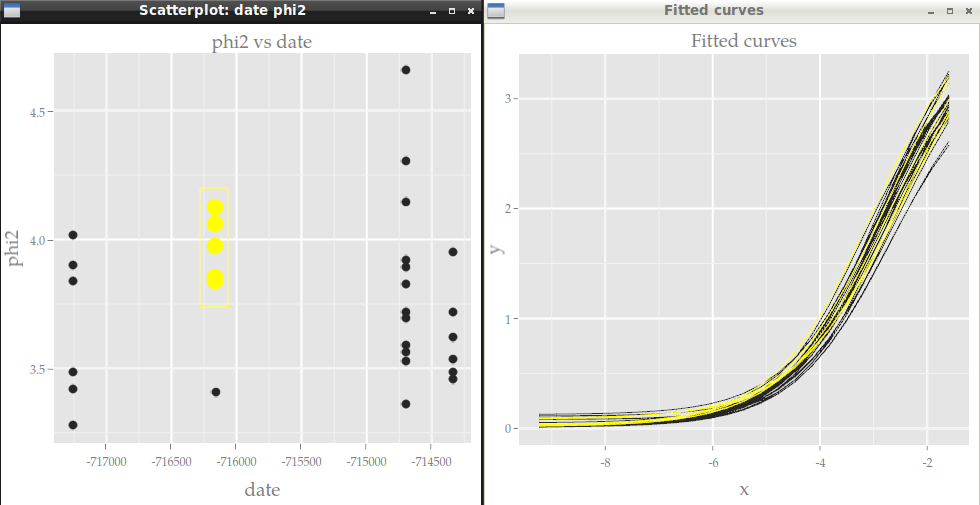 Scatterplot: date phi2
phi2 vs date
4.5
4.0
3.5
phi2
-717000 -716500 -716000 -715500 -715000 -714500
date
Fitted curves
Fitted curves
3
2
1
0
y
-8 -6 -4 -2
x